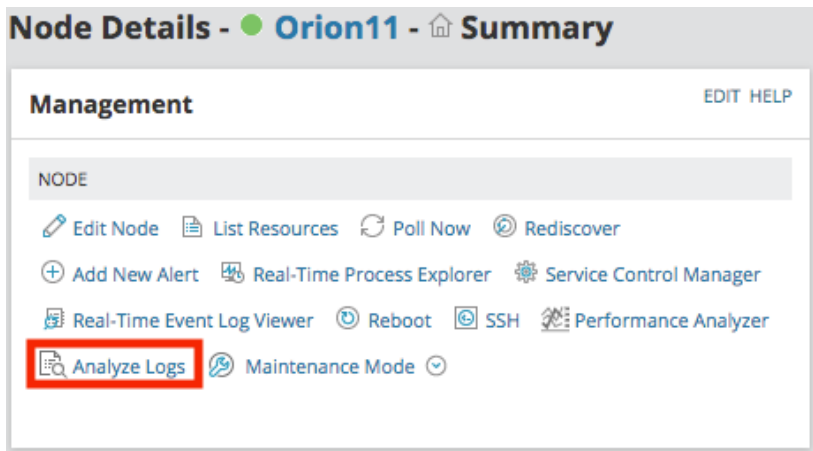 Node Details - Orion11 - Summary
Management
EDIT HELP
NODE
Edit Node List Resources Poll Now Rediscover
Add New Alert Real-Time Process Explorer Service Control Manager
Real-Time Event Log Viewer Reboot SSH Performance Analyzer
Analyze Logs Maintenance Mode